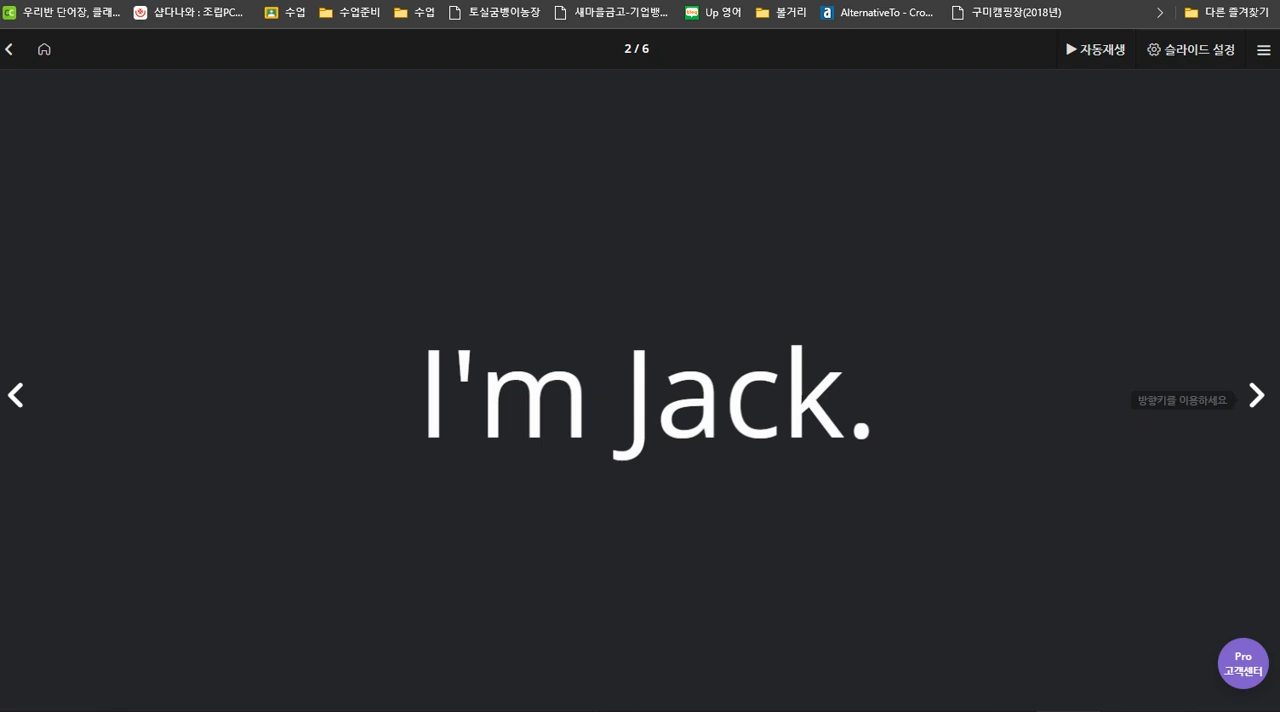 우리반 단어장, 클래... 샵다나와 : 조립PC... 수업 수업준비 수업 토실굼벵이농장 새마을금고-기업뱅... Up 영어 볼거리 AlternativeTo - Cro... 구미캠핑장(2018년) 다른 즐겨찾기
2 / 6 자동재생 슬라이드 설정
I'm Jack.
방향키를 이용하세요
Pro
고객센터